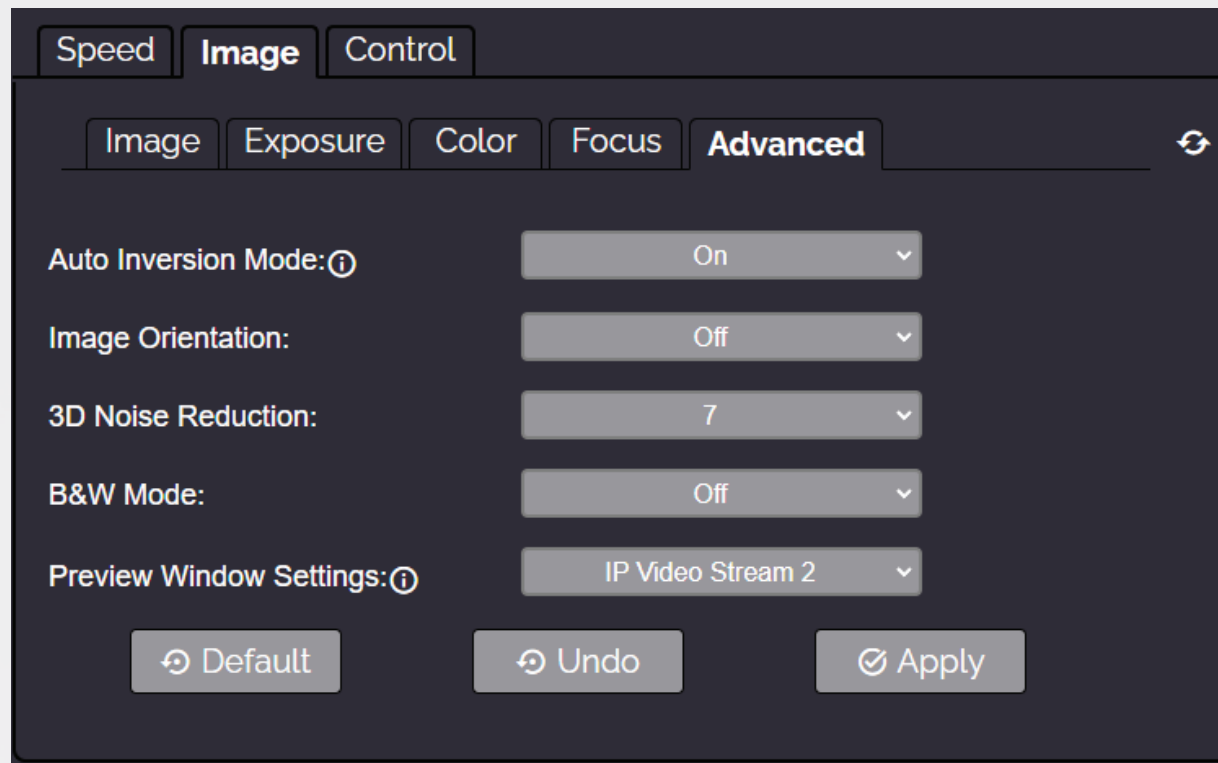 Speed Image Control
Image Exposure Color Focus Advanced
Auto Inversion Mode: On
Image Orientation: Off
3D Noise Reduction: 7
B&W Mode: Off
Preview Window Settings: IP Video Stream 2
Default Undo Apply